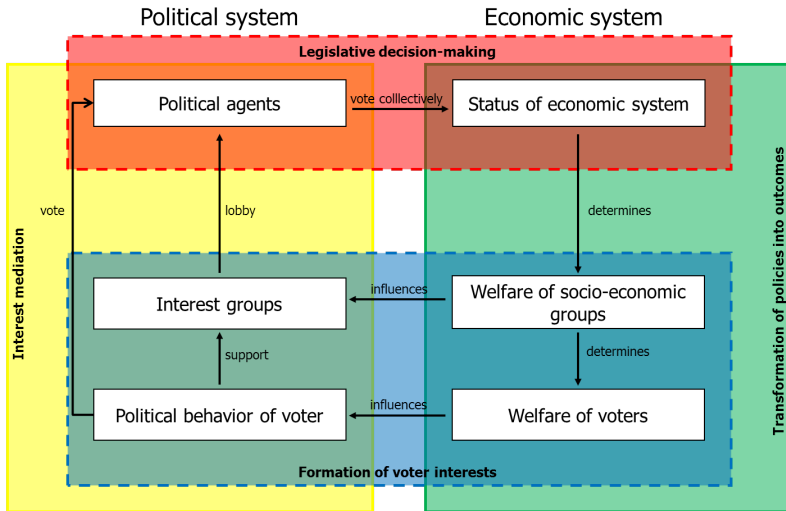 Political system
Economic system
Legislative decision-making
Political agents
vote collectively
Status of economic system
vote
lobby
determines
Interest mediation
Transformation of policies into outcomes
Interest groups
influences
Welfare of socio-economic
groups
support
determines
Political behavior of voter
influences
Welfare of voters
Formation of voter interests